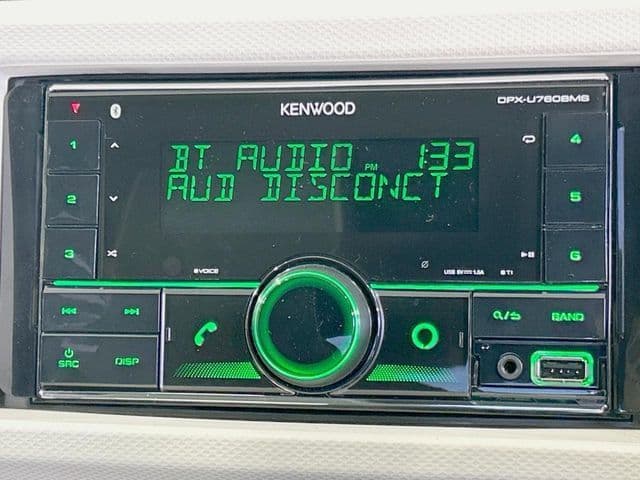 KENWOOD
DPX-U760BMS
1
2
3
BT AUDIO PM 1:33
AUD DISCONCT
4
5
6
VOICE
USB 5V⎓1.5A
BAND
SRC
DISP